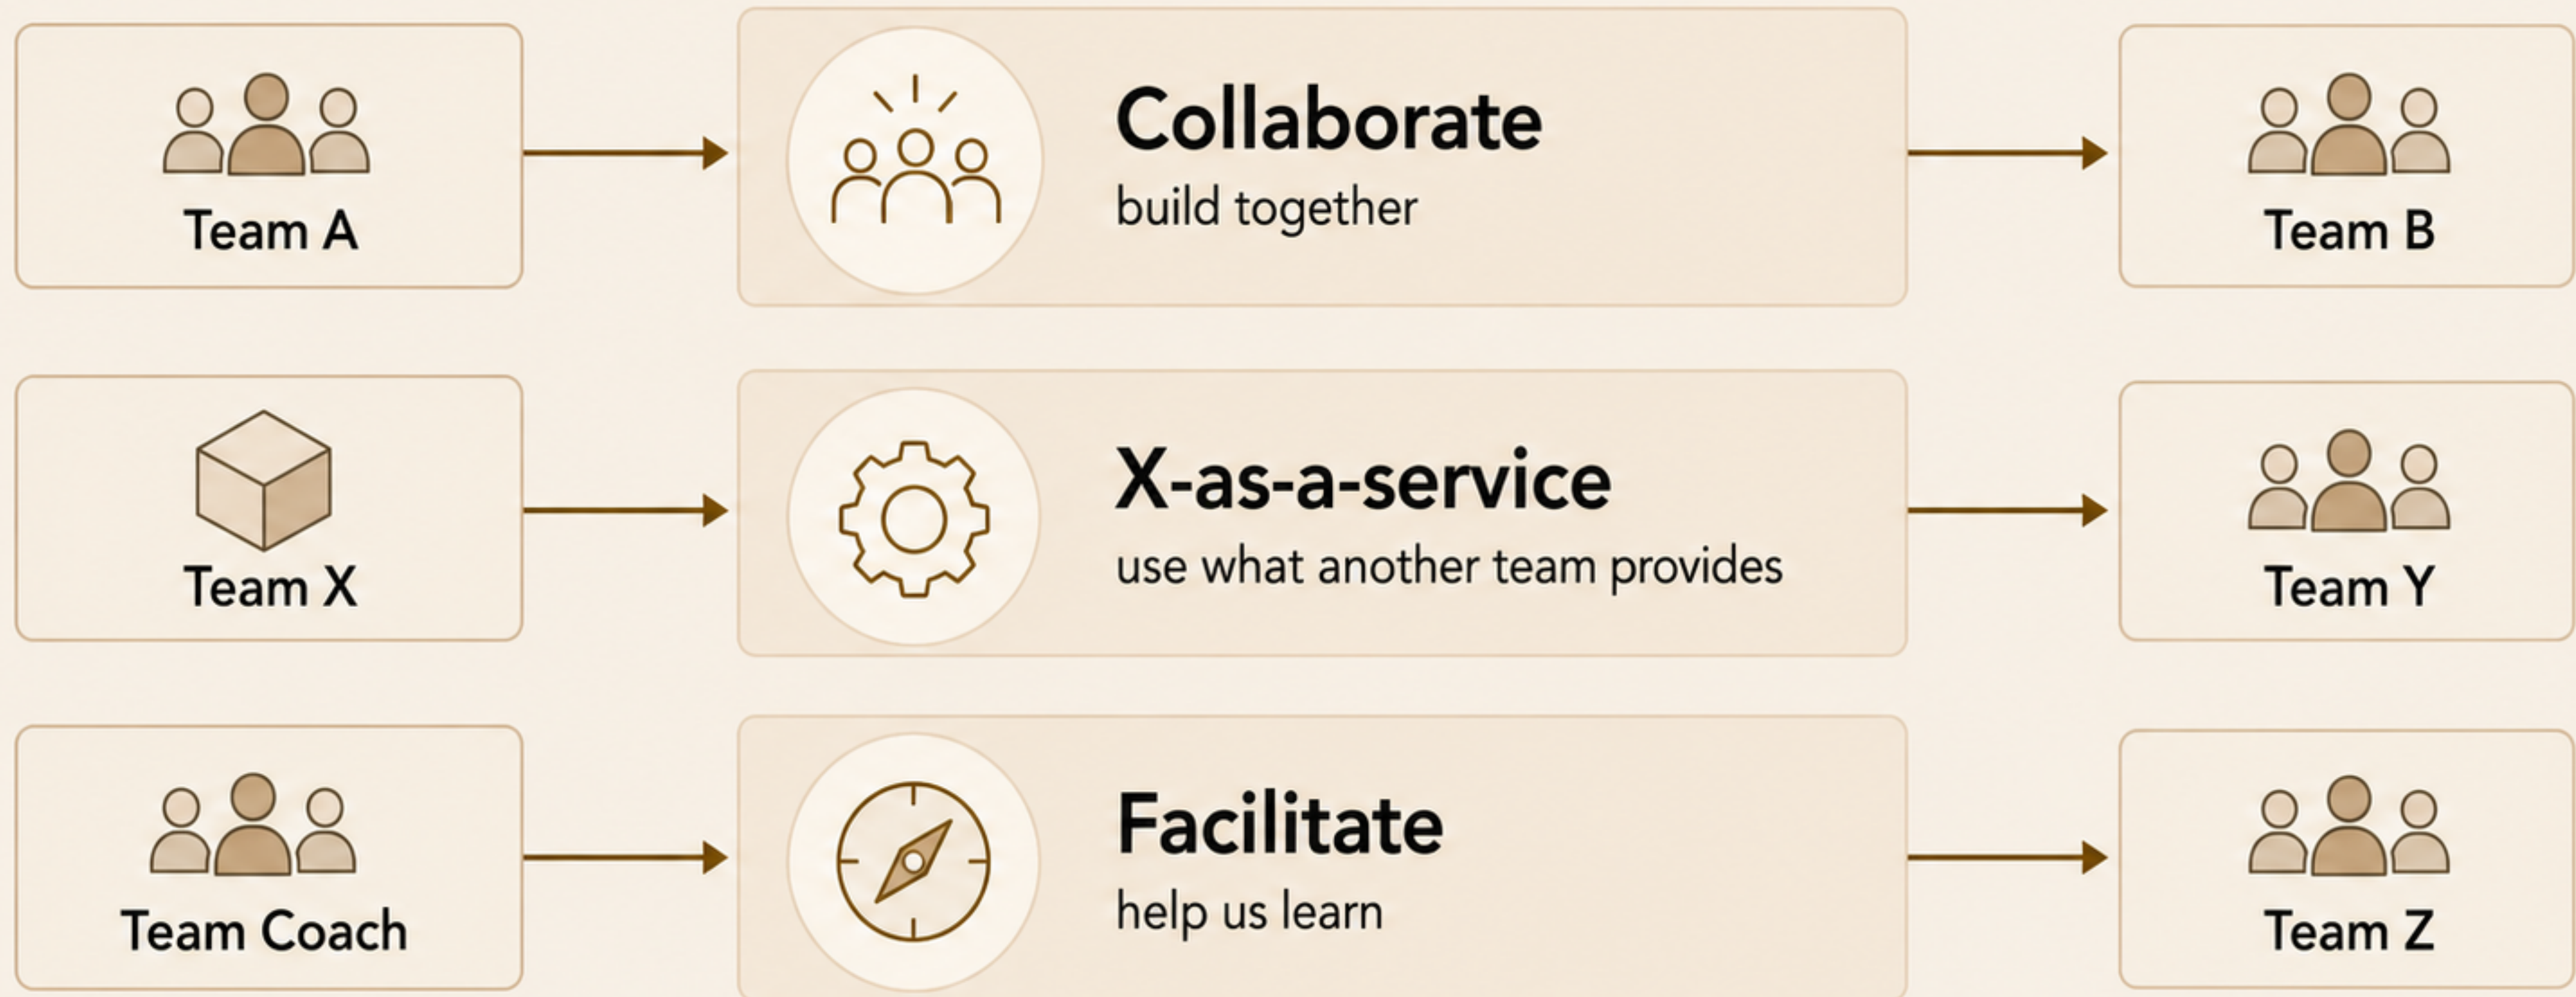 Team A
Collaborate
build together
Team B
Team X
X-as-a-service
use what another team provides
Team Y
Team Coach
Facilitate
help us learn
Team Z